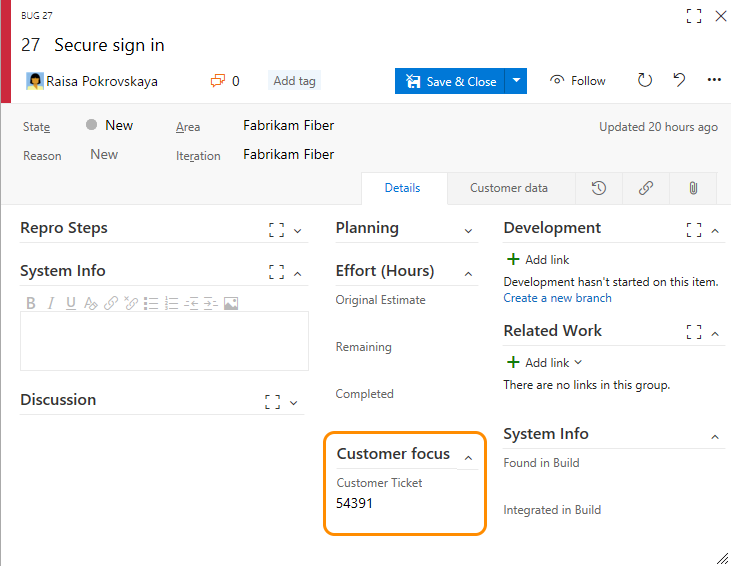 BUG 27
27 Secure sign in
Raisa Pokrovskaya 0 Add tag Save & Close Follow
State New Area Fabrikam Fiber Updated 20 hours ago
Reason New Iteration Fabrikam Fiber
Details Customer data
Repro Steps
System Info
B I U A
Discussion
Planning
Effort (Hours)
Original Estimate
Remaining
Completed
Customer focus
Customer Ticket
54391
Development
Add link
Development hasn't started on this item.
Create a new branch
Related Work
Add link
There are no links in this group.
System Info
Found in Build
Integrated in Build